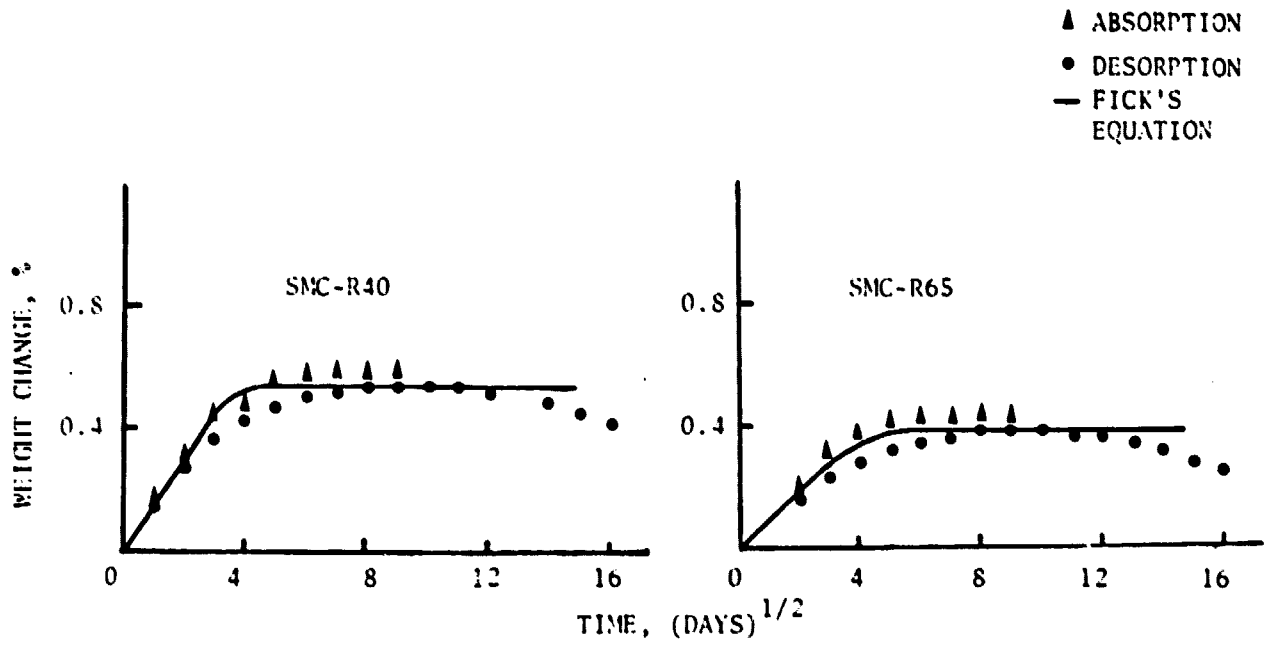 ABSORPTION
DESORPTION
FICK'S
EQUATION
WEIGHT CHANGE, %
SMC-R40
0.8
0.4
0 4 8 12 16
SMC-R65
0.8
0.4
0 4 8 12 16
TIME, (DAYS)1/2